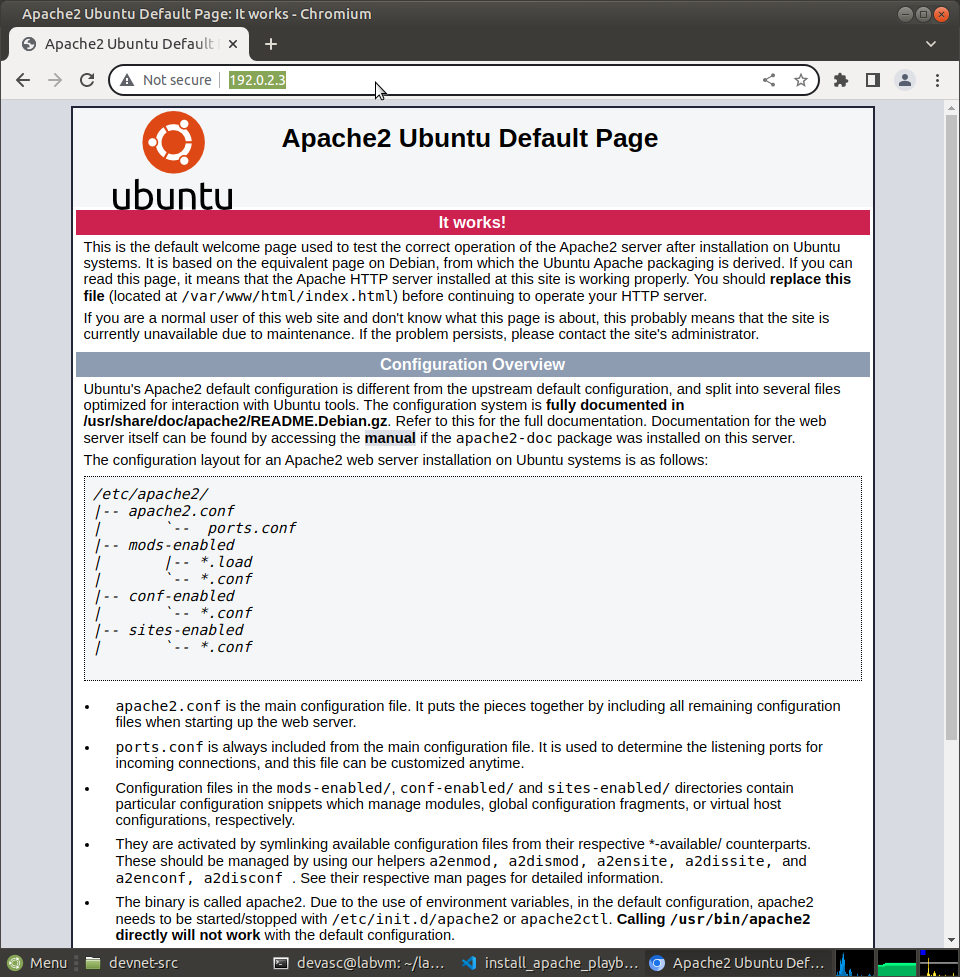 Apache2 Ubuntu Default Page: It works - Chromium
Apache2 Ubuntu Default
Not secure
192.0.2.3
ubuntu
Apache2 Ubuntu Default Page
It works!
This is the default welcome page used to test the correct operation of the Apache2 server after installation on Ubuntu
systems. It is based on the equivalent page on Debian, from which the Ubuntu Apache packaging is derived. If you can
read this page, it means that the Apache HTTP server installed at this site is working properly. You should replace this
file (located at /var/www/html/index.html) before continuing to operate your HTTP server.
If you are a normal user of this web site and don't know what this page is about, this probably means that the site is
currently unavailable due to maintenance. If the problem persists, please contact the site's administrator.
Configuration Overview
Ubuntu's Apache2 default configuration is different from the upstream default configuration, and split into several files
optimized for interaction with Ubuntu tools. The configuration system is fully documented in
/usr/share/doc/apache2/README.Debian.gz. Refer to this for the full documentation. Documentation for the web
server itself can be found by accessing the manual if the apache2-doc package was installed on this server.
The configuration layout for an Apache2 web server installation on Ubuntu systems is as follows:
/etc/apache2/
|-- apache2.conf
|       `--  ports.conf
|-- mods-enabled
|       |-- *.load
|       `-- *.conf
|-- conf-enabled
|       `-- *.conf
|-- sites-enabled
|       `-- *.conf
• apache2.conf is the main configuration file. It puts the pieces together by including all remaining configuration
files when starting up the web server.
• ports.conf is always included from the main configuration file. It is used to determine the listening ports for
incoming connections, and this file can be customized anytime.
• Configuration files in the mods-enabled/, conf-enabled/ and sites-enabled/ directories contain
particular configuration snippets which manage modules, global configuration fragments, or virtual host
configurations, respectively.
• They are activated by symlinking available configuration files from their respective *-available/ counterparts.
These should be managed by using our helpers a2enmod, a2dismod, a2ensite, a2dissite, and
a2enconf, a2disconf . See their respective man pages for detailed information.
• The binary is called apache2. Due to the use of environment variables, in the default configuration, apache2
needs to be started/stopped with /etc/init.d/apache2 or apache2ctl. Calling /usr/bin/apache2
directly will not work with the default configuration.
Menu
devnet-src
devasc@labvm: ~/la...
install_apache_playb...
Apache2 Ubuntu Def...